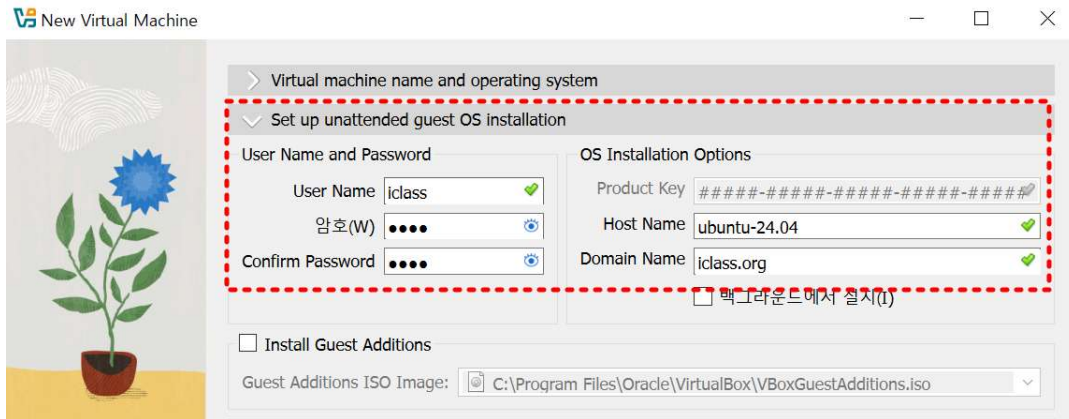 New Virtual Machine
Virtual machine name and operating system
Set up unattended guest OS installation
User Name and Password
User Name iclass
암호(W) ●●●●
Confirm Password ●●●●
OS Installation Options
Product Key #####-#####-#####-#####-#####
Host Name ubuntu-24.04
Domain Name iclass.org
백그라운드에서 설치(I)
Install Guest Additions
Guest Additions ISO Image: C:\Program Files\Oracle\VirtualBox\VBoxGuestAdditions.iso